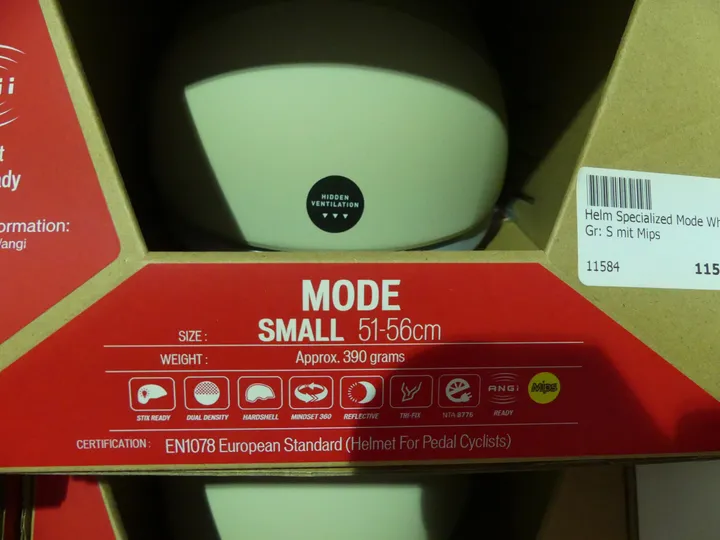 HIDDEN
VENTILATION
Helm Specialized Mode Wh
Gr: S mit Mips
11584 115
MODE
SIZE : SMALL 51-56cm
WEIGHT : Approx. 390 grams
STIX READY DUAL DENSITY HARDSHELL MINDSET 360 REFLECTIVE TRI-FIX NTA 8776 ANGi READY Mips
CERTIFICATION : EN1078 European Standard (Helmet For Pedal Cyclists)
ormation:
/angi